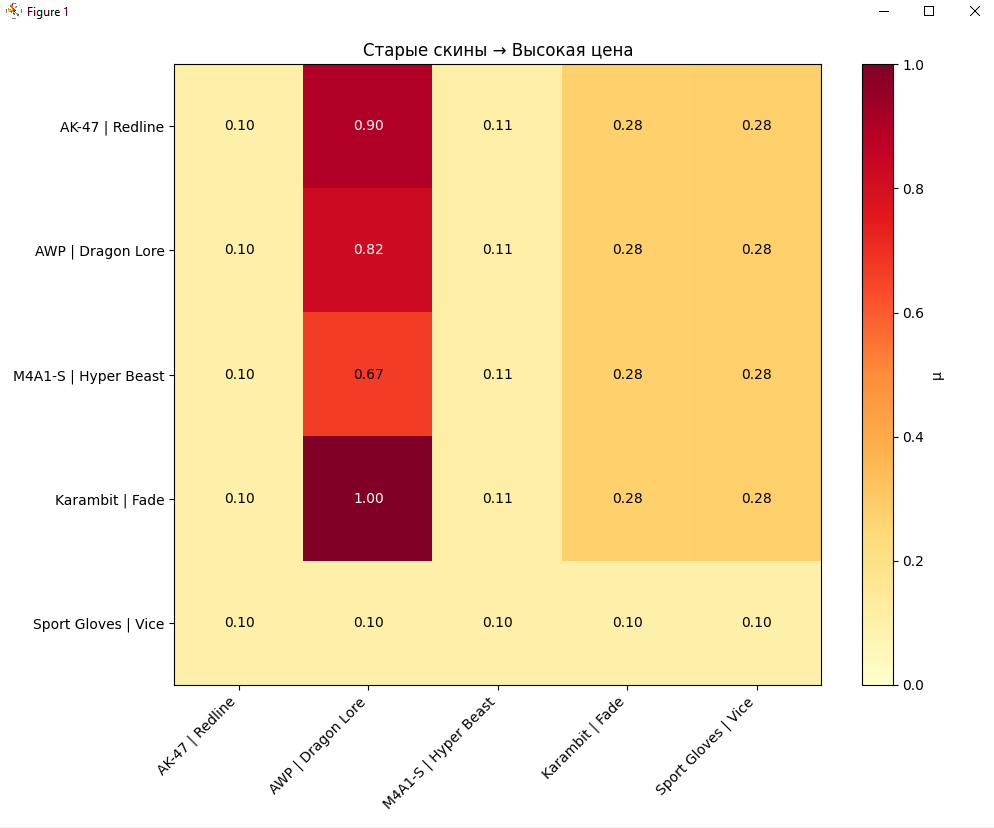 Figure 1
Старые скины → Высокая цена
AK-47 | Redline 0.10 0.90 0.11 0.28 0.28
AWP | Dragon Lore 0.10 0.82 0.11 0.28 0.28
M4A1-S | Hyper Beast 0.10 0.67 0.11 0.28 0.28
Karambit | Fade 0.10 1.00 0.11 0.28 0.28
Sport Gloves | Vice 0.10 0.10 0.10 0.10 0.10
AK-47 | Redline
AWP | Dragon Lore
M4A1-S | Hyper Beast
Karambit | Fade
Sport Gloves | Vice
1.0
0.8
0.6
0.4
0.2
0.0
μ